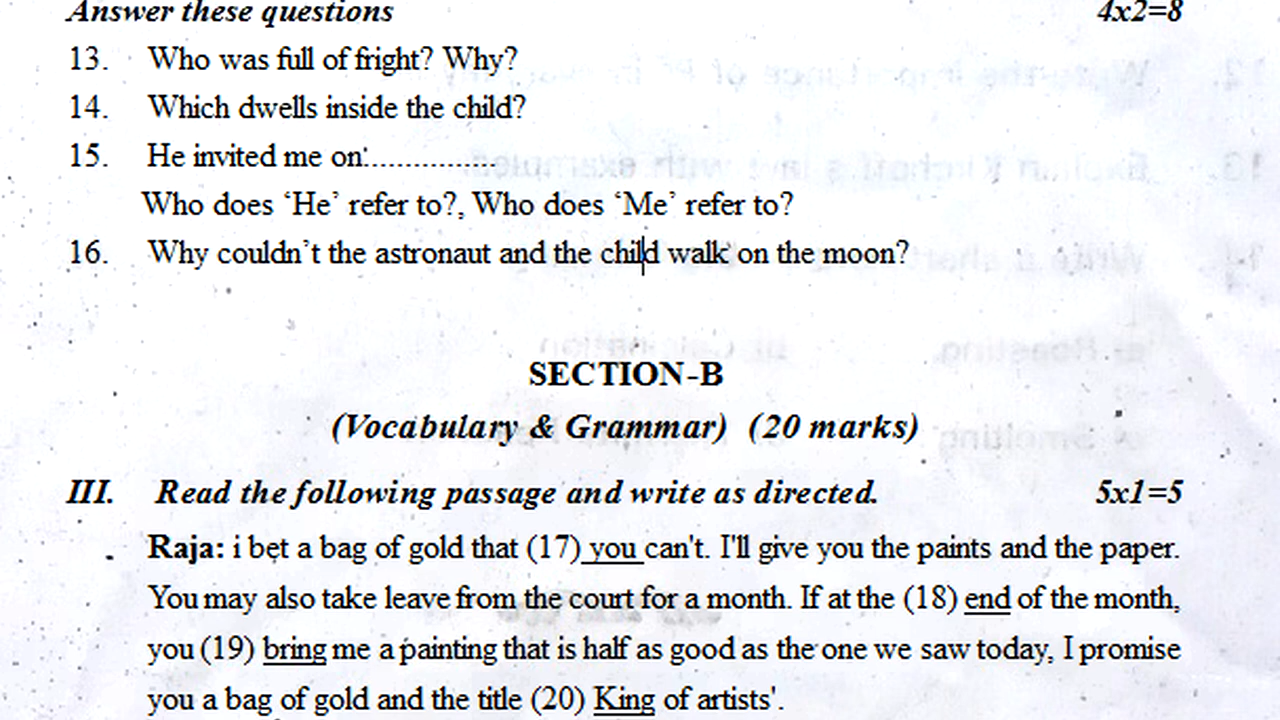 Answer these questions 4x2=8
13. Who was full of fright? Why?
14. Which dwells inside the child?
15. He invited me on:...............
Who does ‘He’ refer to?, Who does ‘Me’ refer to?
16. Why couldn’t the astronaut and the child walk on the moon?
SECTION-B
(Vocabulary & Grammar) (20 marks)
III. Read the following passage and write as directed. 5x1=5
Raja: i bet a bag of gold that (17) you can't. I'll give you the paints and the paper.
You may also take leave from the court for a month. If at the (18) end of the month,
you (19) bring me a painting that is half as good as the one we saw today, I promise
you a bag of gold and the title (20) King of artists'.